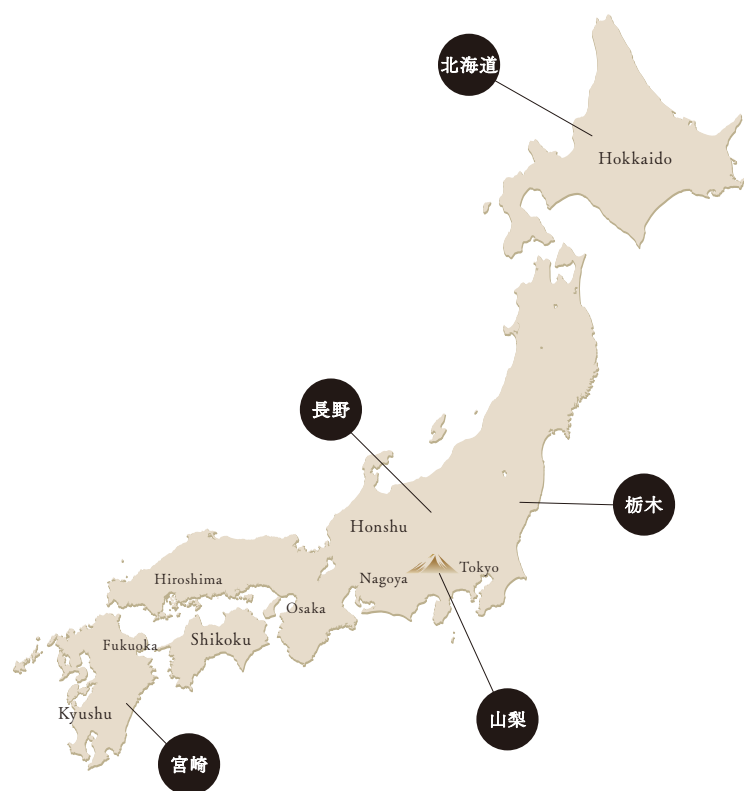 北海道
Hokkaido
長野
栃木
Honshu
Tokyo
Nagoya
Hiroshima
Osaka
Shikoku
Fukuoka
Kyushu
山梨
宮崎